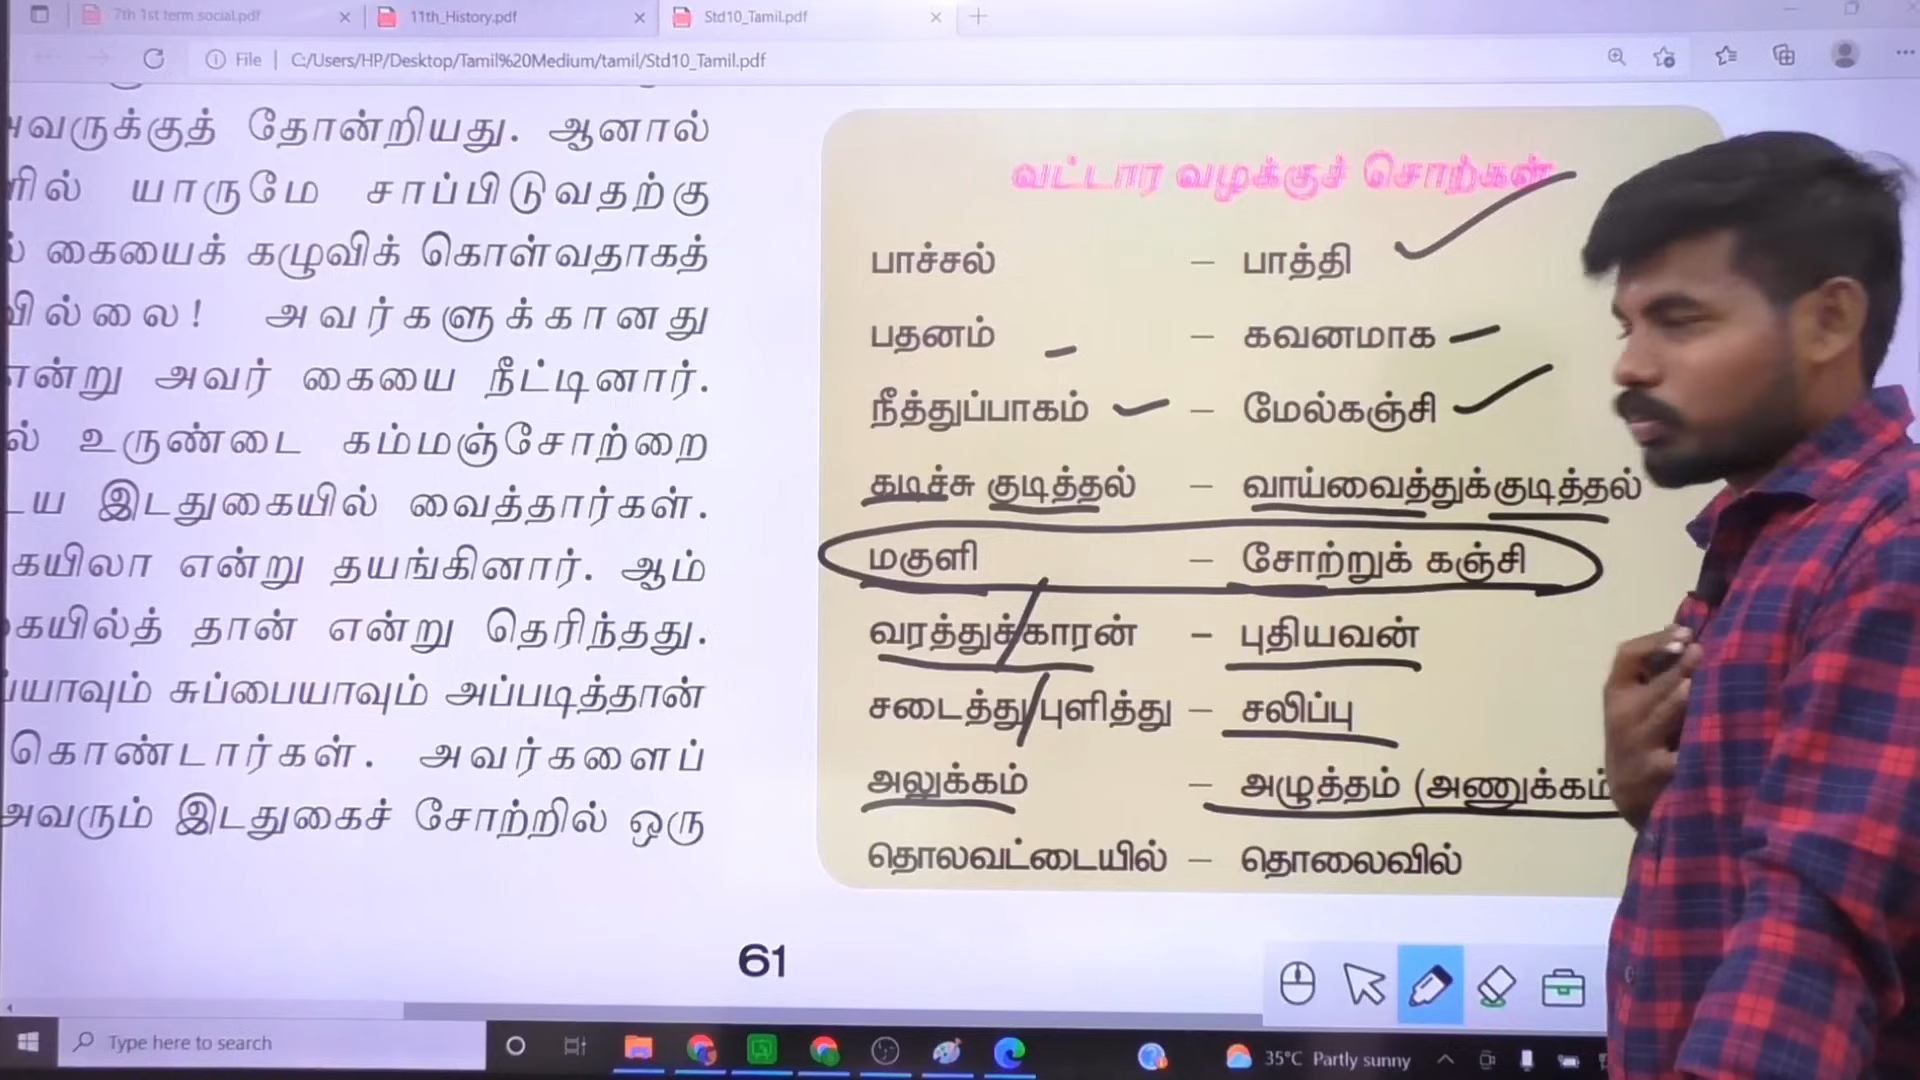 7th 1st term social.pdf
11th_History.pdf
Std10_Tamil.pdf
File
C:/Users/HP/Desktop/Tamil%20Medium/tamil/Std10_Tamil.pdf
தோன்றியது. ஆனால்
யாருமே சாப்பிடுவதற்கு
கையைக் கழுவிக் கொள்வதாகத்
அவர்களுக்கானது
என்று அவர் கையை நீட்டினார்.
உருண்டை கம்மஞ்சோற்றை
இடதுகையில் வைத்தார்கள்.
என்று தயங்கினார். ஆம்
தான் என்று தெரிந்தது.
சுப்பையாவும் அப்படித்தான்
கொண்டார்கள். அவர்களைப்
அவரும் இடதுகைச் சோற்றில் ஒரு
வட்டார வழக்குச் சொற்கள்
பாச்சல் – பாத்தி
பதனம் – கவனமாக
நீத்துப்பாகம் – மேல்கஞ்சி
கடிச்சு குடித்தல் – வாய்வைத்துக்குடித்தல்
மகுளி – சோற்றுக் கஞ்சி
வரத்துக்காரன் – புதியவன்
சடைத்து புளித்து – சலிப்பு
அலுக்கம் – அழுத்தம் (அணுக்கம்
தொலவட்டையில் – தொலைவில்
61
Type here to search
35°C Partly sunny